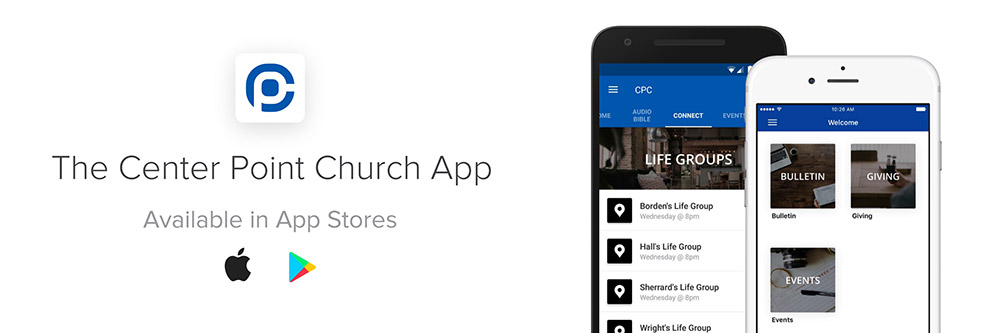 The Center Point Church App
Available in App Stores
CPC
OME
AUDIO
BIBLE
CONNECT
EVENT
LIFE GROUPS
Borden's Life Group
Wednesday @ 8pm
Hall's Life Group
Wednesday @ 8pm
Sherrard's Life Group
Wednesday @ 8pm
Wright's Life Group
10:26 AM
Welcome
BULLETIN
GIVING
Bulletin
Giving
EVENTS
Events